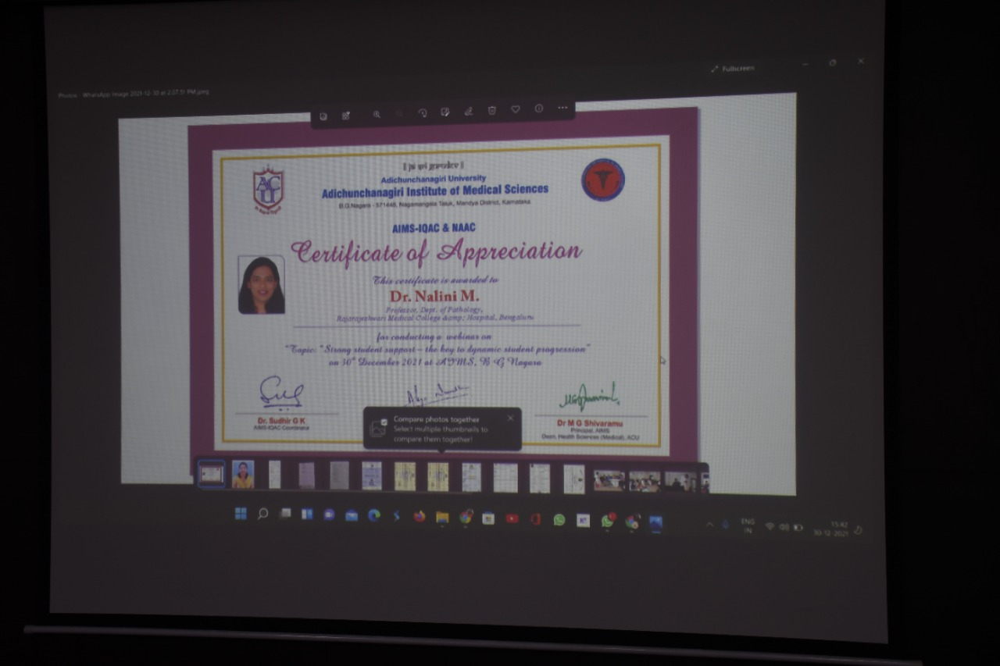 Fullscreen
Photos - WhatsApp Image 2021-12-30 at 2.07.51 PM.jpeg
|| jai sri gurudev ||
Adichunchanagiri University
Adichunchanagiri Institute of Medical Sciences
B.G.Nagara - 571448, Nagamangala Taluk, Mandya District, Karnataka
ACU
AIMS-IQAC & NAAC
Certificate of Appreciation
This certificate is awarded to
Dr. Nalini M.
Professor, Dept. of Pathology,
Rajarajeshwari Medical College &amp; Hospital, Bengaluru
for conducting a webinar on
"Topic: "Strong student support – the key to dynamic student progression"
on 30th December 2021 at AIMS, B G Nagara
Dr. Sudhir G K
AIMS-IQAC Coordinator
Dr M G Shivaramu
Principal, AIMS
Dean, Health Sciences (Medical), ACU
Compare photos together
Select multiple thumbnails to
compare them together!
ENG
IN
15:42
30-12-2021